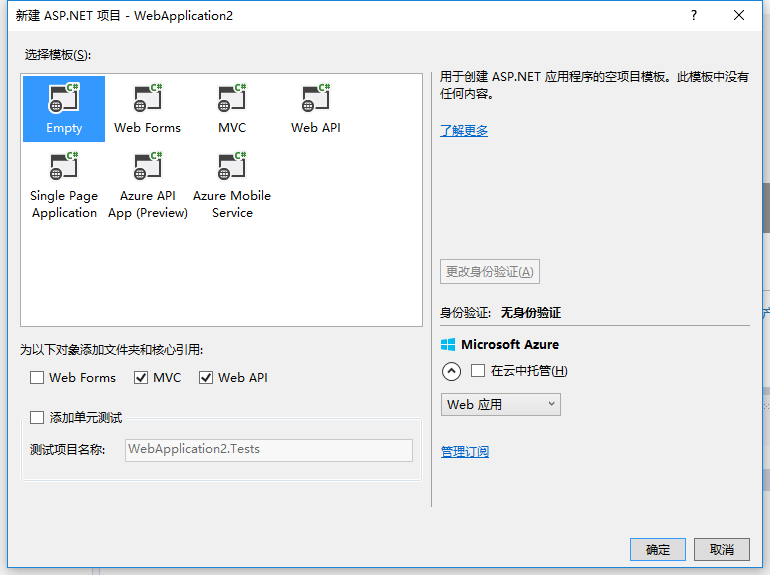 新建 ASP.NET 项目 - WebApplication2
?
选择模板(S):
C#
C#
C#
C#
Empty
Web Forms
MVC
Web API
C#
C#
C#
Single Page
Application
Azure API
App (Preview)
Azure Mobile
Service
用于创建 ASP.NET 应用程序的空项目模板。此模板中没有
任何内容。
了解更多
更改身份验证(A)
身份验证: 无身份验证
为以下对象添加文件夹和核心引用:
Web Forms
MVC
Web API
添加单元测试
测试项目名称:
WebApplication2.Tests
Microsoft Azure
在云中托管(H)
Web 应用
管理订阅
确定
取消